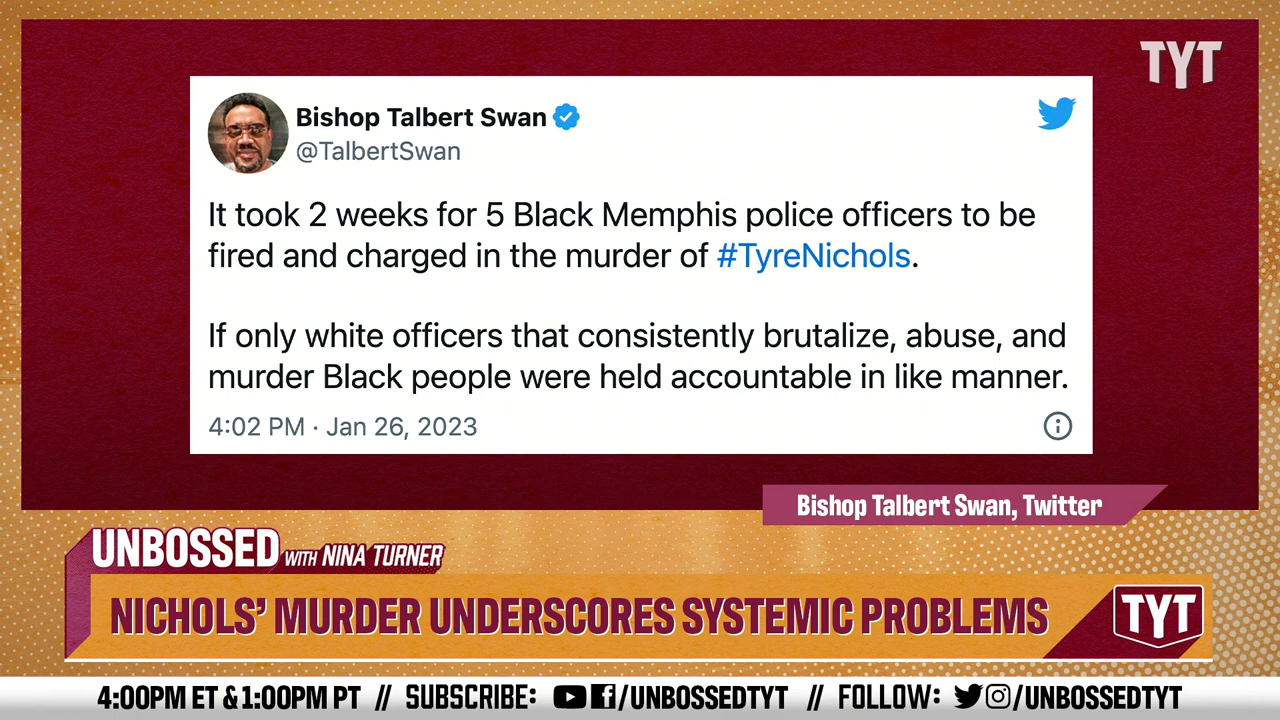 TYT
Bishop Talbert Swan
@TalbertSwan
It took 2 weeks for 5 Black Memphis police officers to be
fired and charged in the murder of #TyreNichols.
If only white officers that consistently brutalize, abuse, and
murder Black people were held accountable in like manner.
4:02 PM · Jan 26, 2023
Bishop Talbert Swan, Twitter
UNBOSSED WITH NINA TURNER
NICHOLS’ MURDER UNDERSCORES SYSTEMIC PROBLEMS
TYT
4:00PM ET & 1:00PM PT // SUBSCRIBE: /UNBOSSEDTYT // FOLLOW: /UNBOSSEDTYT